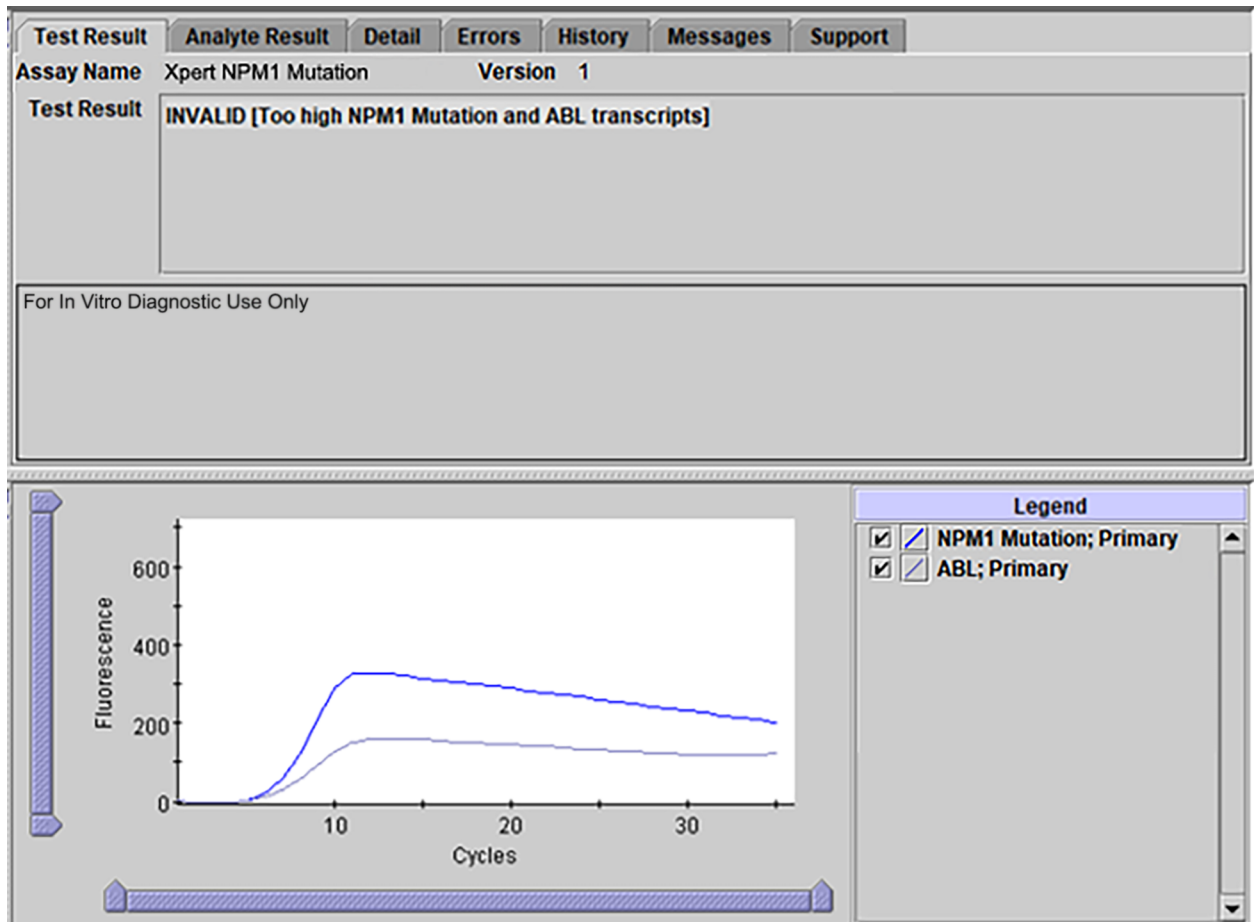 Test Result Analyte Result Detail Errors History Messages Support
Assay Name Xpert NPM1 Mutation Version 1
Test Result INVALID [Too high NPM1 Mutation and ABL transcripts]
For In Vitro Diagnostic Use Only
Legend
NPM1 Mutation; Primary
ABL; Primary
600
400
200
0
Fluorescence
10 20 30
Cycles